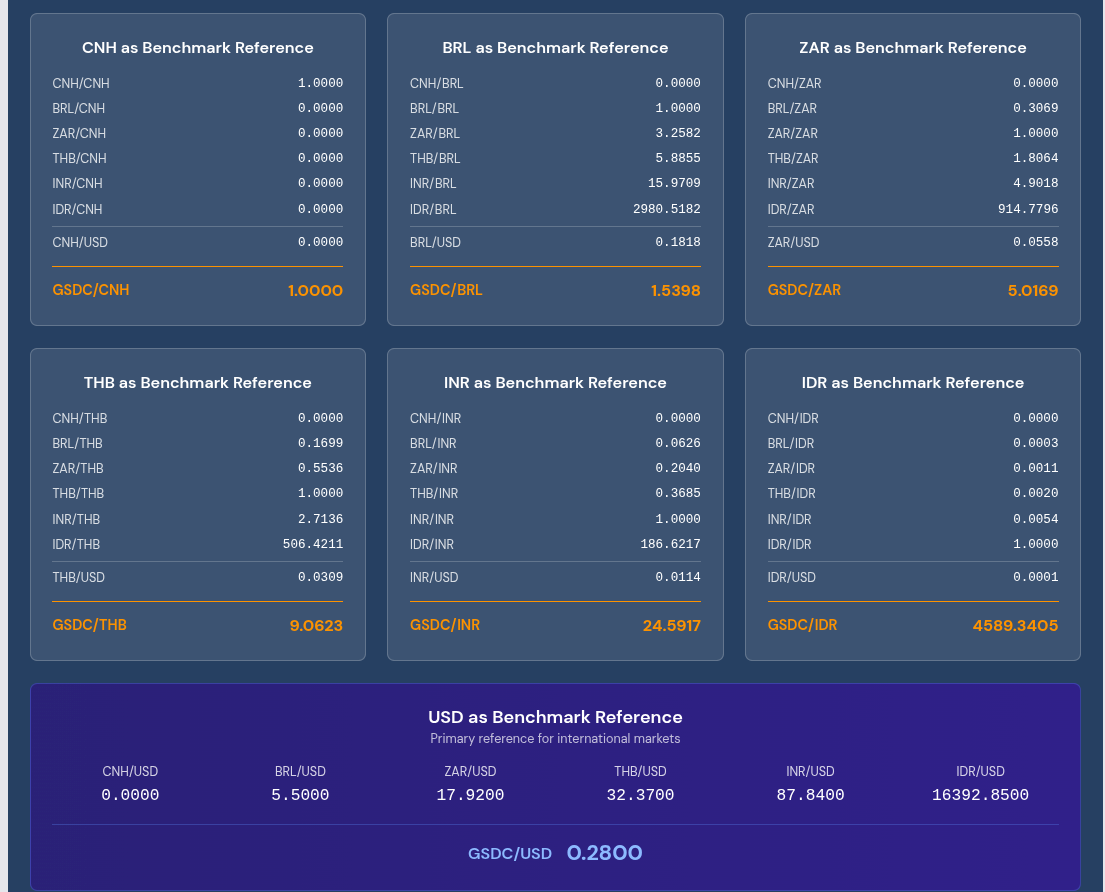 CNH as Benchmark Reference
CNH/CNH 1.0000
BRL/CNH 0.0000
ZAR/CNH 0.0000
THB/CNH 0.0000
INR/CNH 0.0000
IDR/CNH 0.0000
CNH/USD 0.0000
GSDC/CNH 1.0000
BRL as Benchmark Reference
CNH/BRL 0.0000
BRL/BRL 1.0000
ZAR/BRL 3.2582
THB/BRL 5.8855
INR/BRL 15.9709
IDR/BRL 2980.5182
BRL/USD 0.1818
GSDC/BRL 1.5398
ZAR as Benchmark Reference
CNH/ZAR 0.0000
BRL/ZAR 0.3069
ZAR/ZAR 1.0000
THB/ZAR 1.8064
INR/ZAR 4.9018
IDR/ZAR 914.7796
ZAR/USD 0.0558
GSDC/ZAR 5.0169
THB as Benchmark Reference
CNH/THB 0.0000
BRL/THB 0.1699
ZAR/THB 0.5536
THB/THB 1.0000
INR/THB 2.7136
IDR/THB 506.4211
THB/USD 0.0309
GSDC/THB 9.0623
INR as Benchmark Reference
CNH/INR 0.0000
BRL/INR 0.0626
ZAR/INR 0.2040
THB/INR 0.3685
INR/INR 1.0000
IDR/INR 186.6217
INR/USD 0.0114
GSDC/INR 24.5917
IDR as Benchmark Reference
CNH/IDR 0.0000
BRL/IDR 0.0003
ZAR/IDR 0.0011
THB/IDR 0.0020
INR/IDR 0.0054
IDR/IDR 1.0000
IDR/USD 0.0001
GSDC/IDR 4589.3405
USD as Benchmark Reference
Primary reference for international markets
CNH/USD BRL/USD ZAR/USD THB/USD INR/USD IDR/USD
0.0000 5.5000 17.9200 32.3700 87.8400 16392.8500
GSDC/USD 0.2800